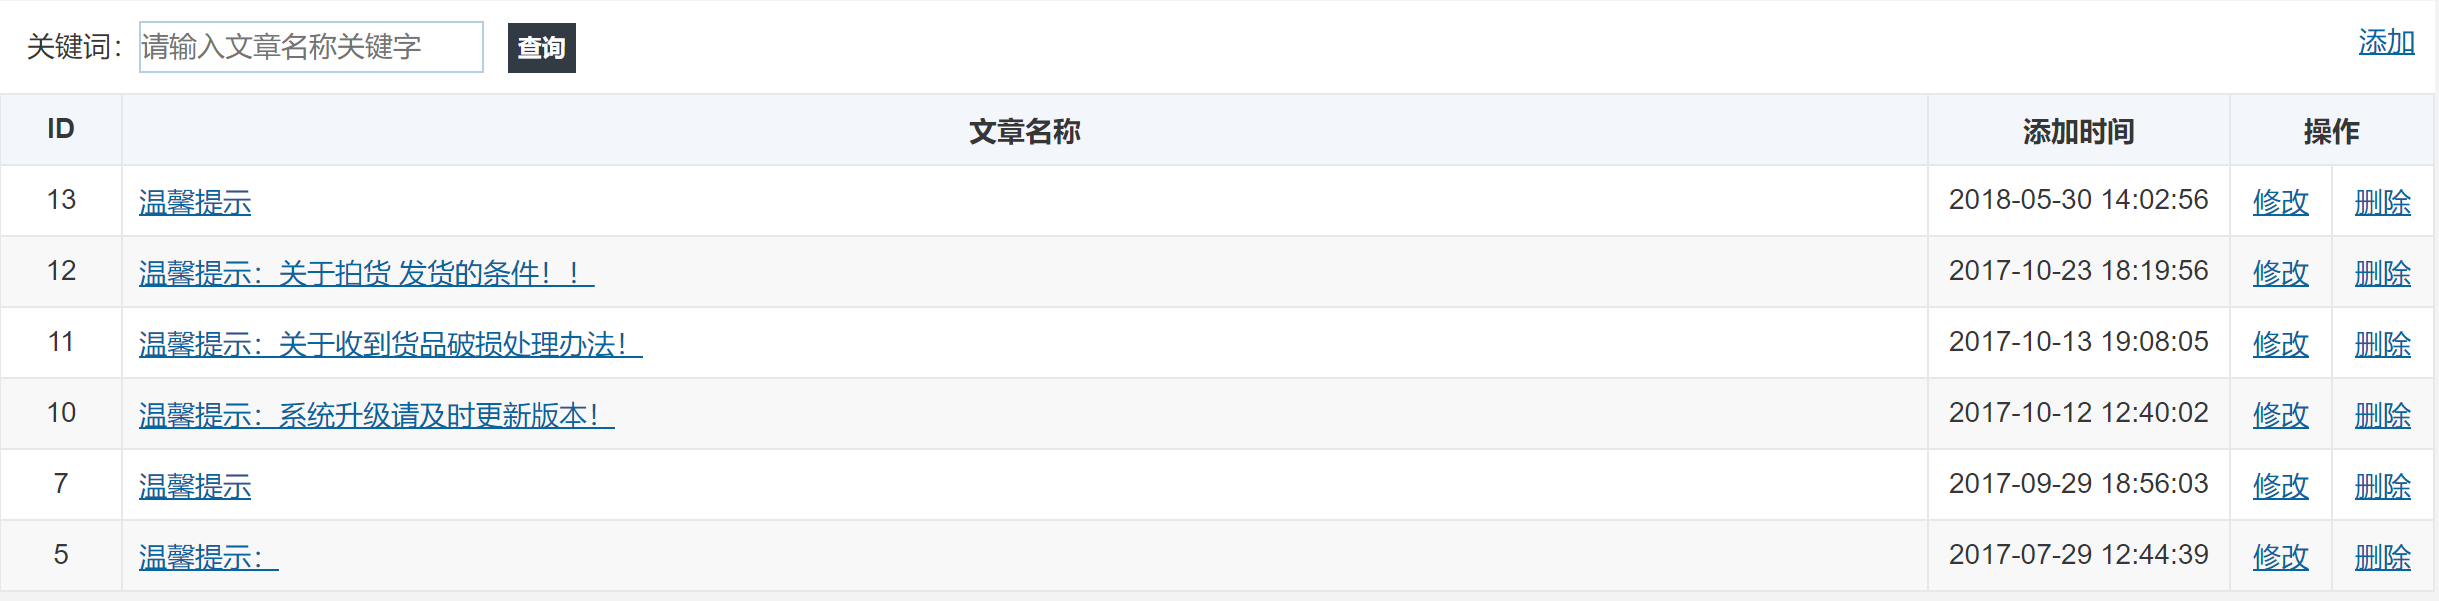 关键词： 请输入文章名称关键字 查询 添加
ID 文章名称 添加时间 操作
13 温馨提示 2018-05-30 14:02:56 修改 删除
12 温馨提示：关于拍货 发货的条件！！ 2017-10-23 18:19:56 修改 删除
11 温馨提示：关于收到货品破损处理办法！ 2017-10-13 19:08:05 修改 删除
10 温馨提示：系统升级请及时更新版本！ 2017-10-12 12:40:02 修改 删除
7 温馨提示 2017-09-29 18:56:03 修改 删除
5 温馨提示： 2017-07-29 12:44:39 修改 删除